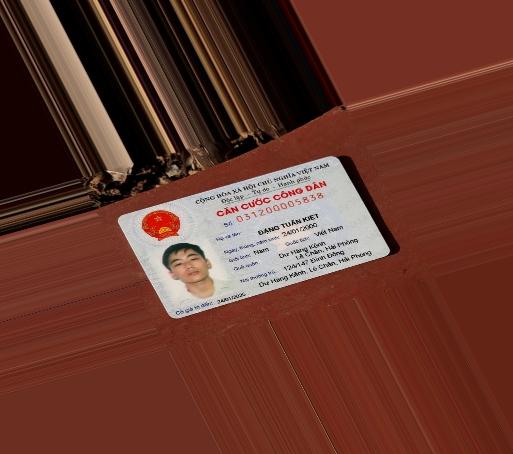 CỘNG HÒA XÃ HỘI CHỦ NGHĨA VIỆT NAM
Độc lập - Tự do - Hạnh phúc
CĂN CƯỚC CÔNG DÂN
Số: 031200005838
Họ và tên: ĐẶNG TUẤN KIỆT
Ngày, tháng, năm sinh: 24/01/2000
Giới tính: Nam Quốc tịch: Việt Nam
Quê quán: Dư Hàng Kênh
Lê Chân, Hải Phòng
Nơi thường trú: 124/147 Đình Đông
Dư Hàng Kênh, Lê Chân, Hải Phòng
Có giá trị đến: 24/01/2025